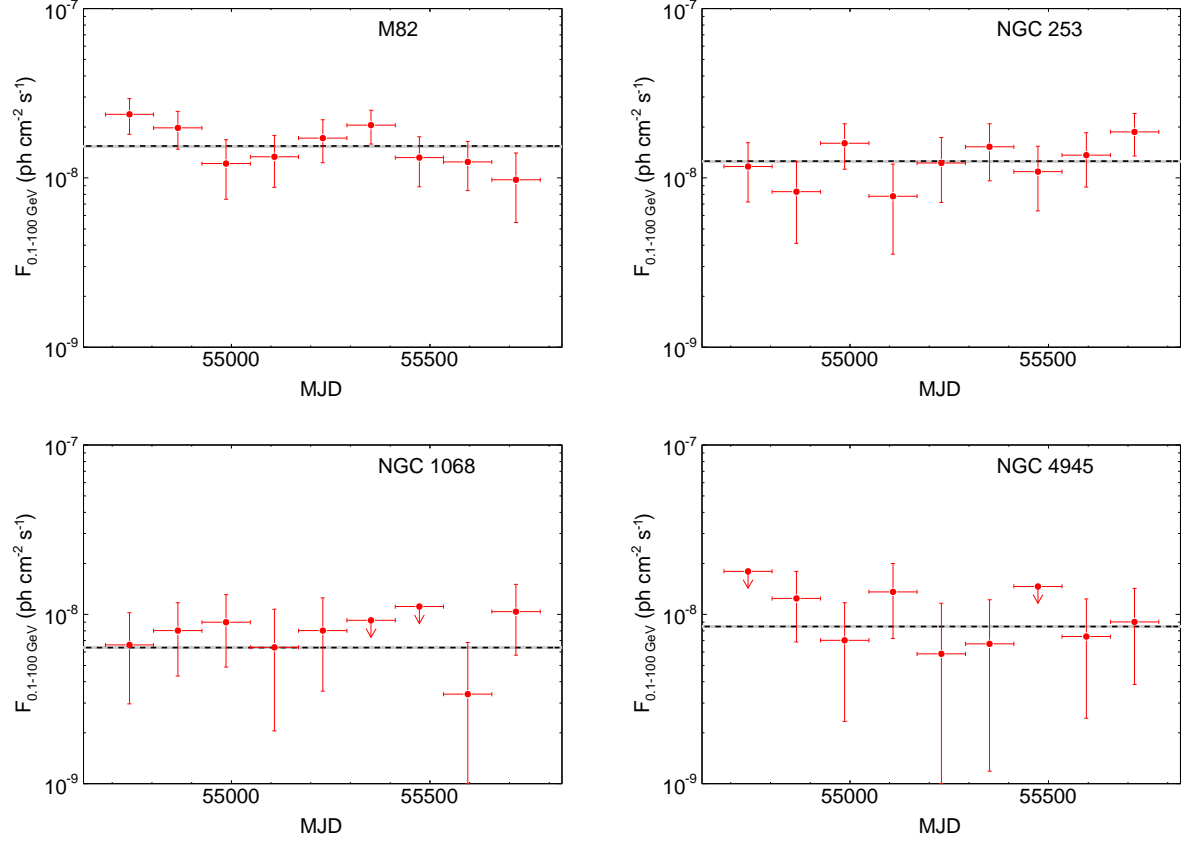 M82
10⁻⁷
10⁻⁸
10⁻⁹
F0.1-100 GeV (ph cm⁻² s⁻¹)
55000 55500
MJD
NGC 253
10⁻⁷
10⁻⁸
10⁻⁹
F0.1-100 GeV (ph cm⁻² s⁻¹)
55000 55500
MJD
NGC 1068
10⁻⁷
10⁻⁸
10⁻⁹
F0.1-100 GeV (ph cm⁻² s⁻¹)
55000 55500
MJD
NGC 4945
10⁻⁷
10⁻⁸
10⁻⁹
F0.1-100 GeV (ph cm⁻² s⁻¹)
55000 55500
MJD